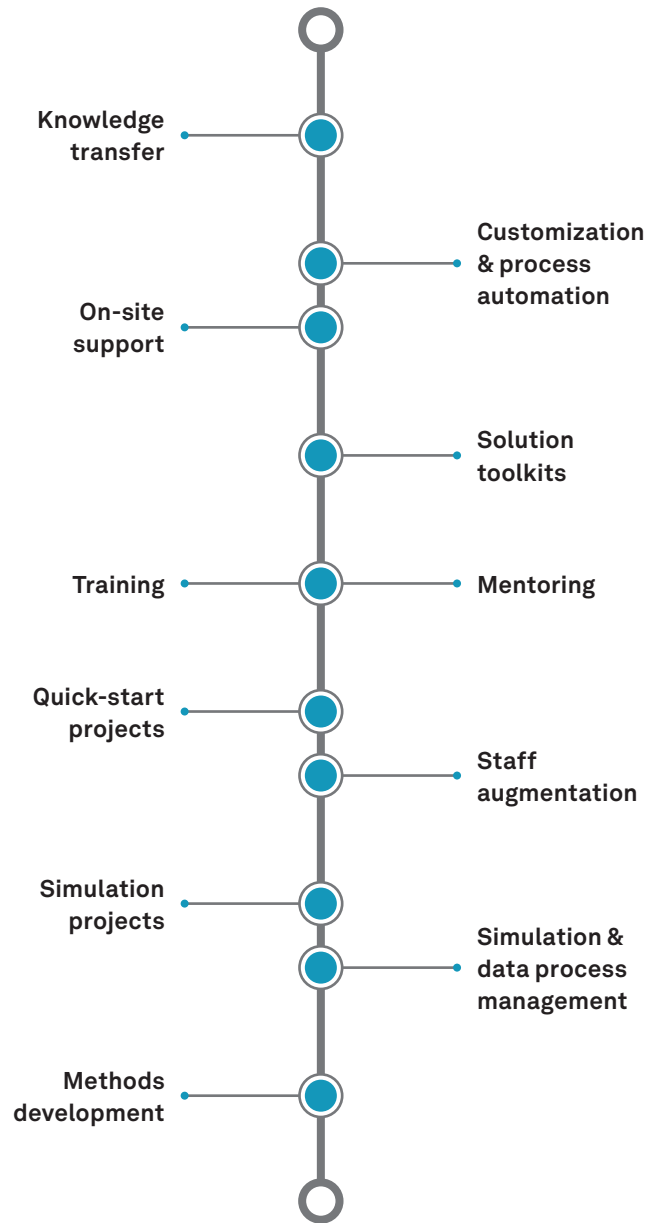 Knowledge
transfer
Customization
& process
automation
On-site
support
Solution
toolkits
Training
Mentoring
Quick-start
projects
Staff
augmentation
Simulation
projects
Simulation &
data process
management
Methods
development